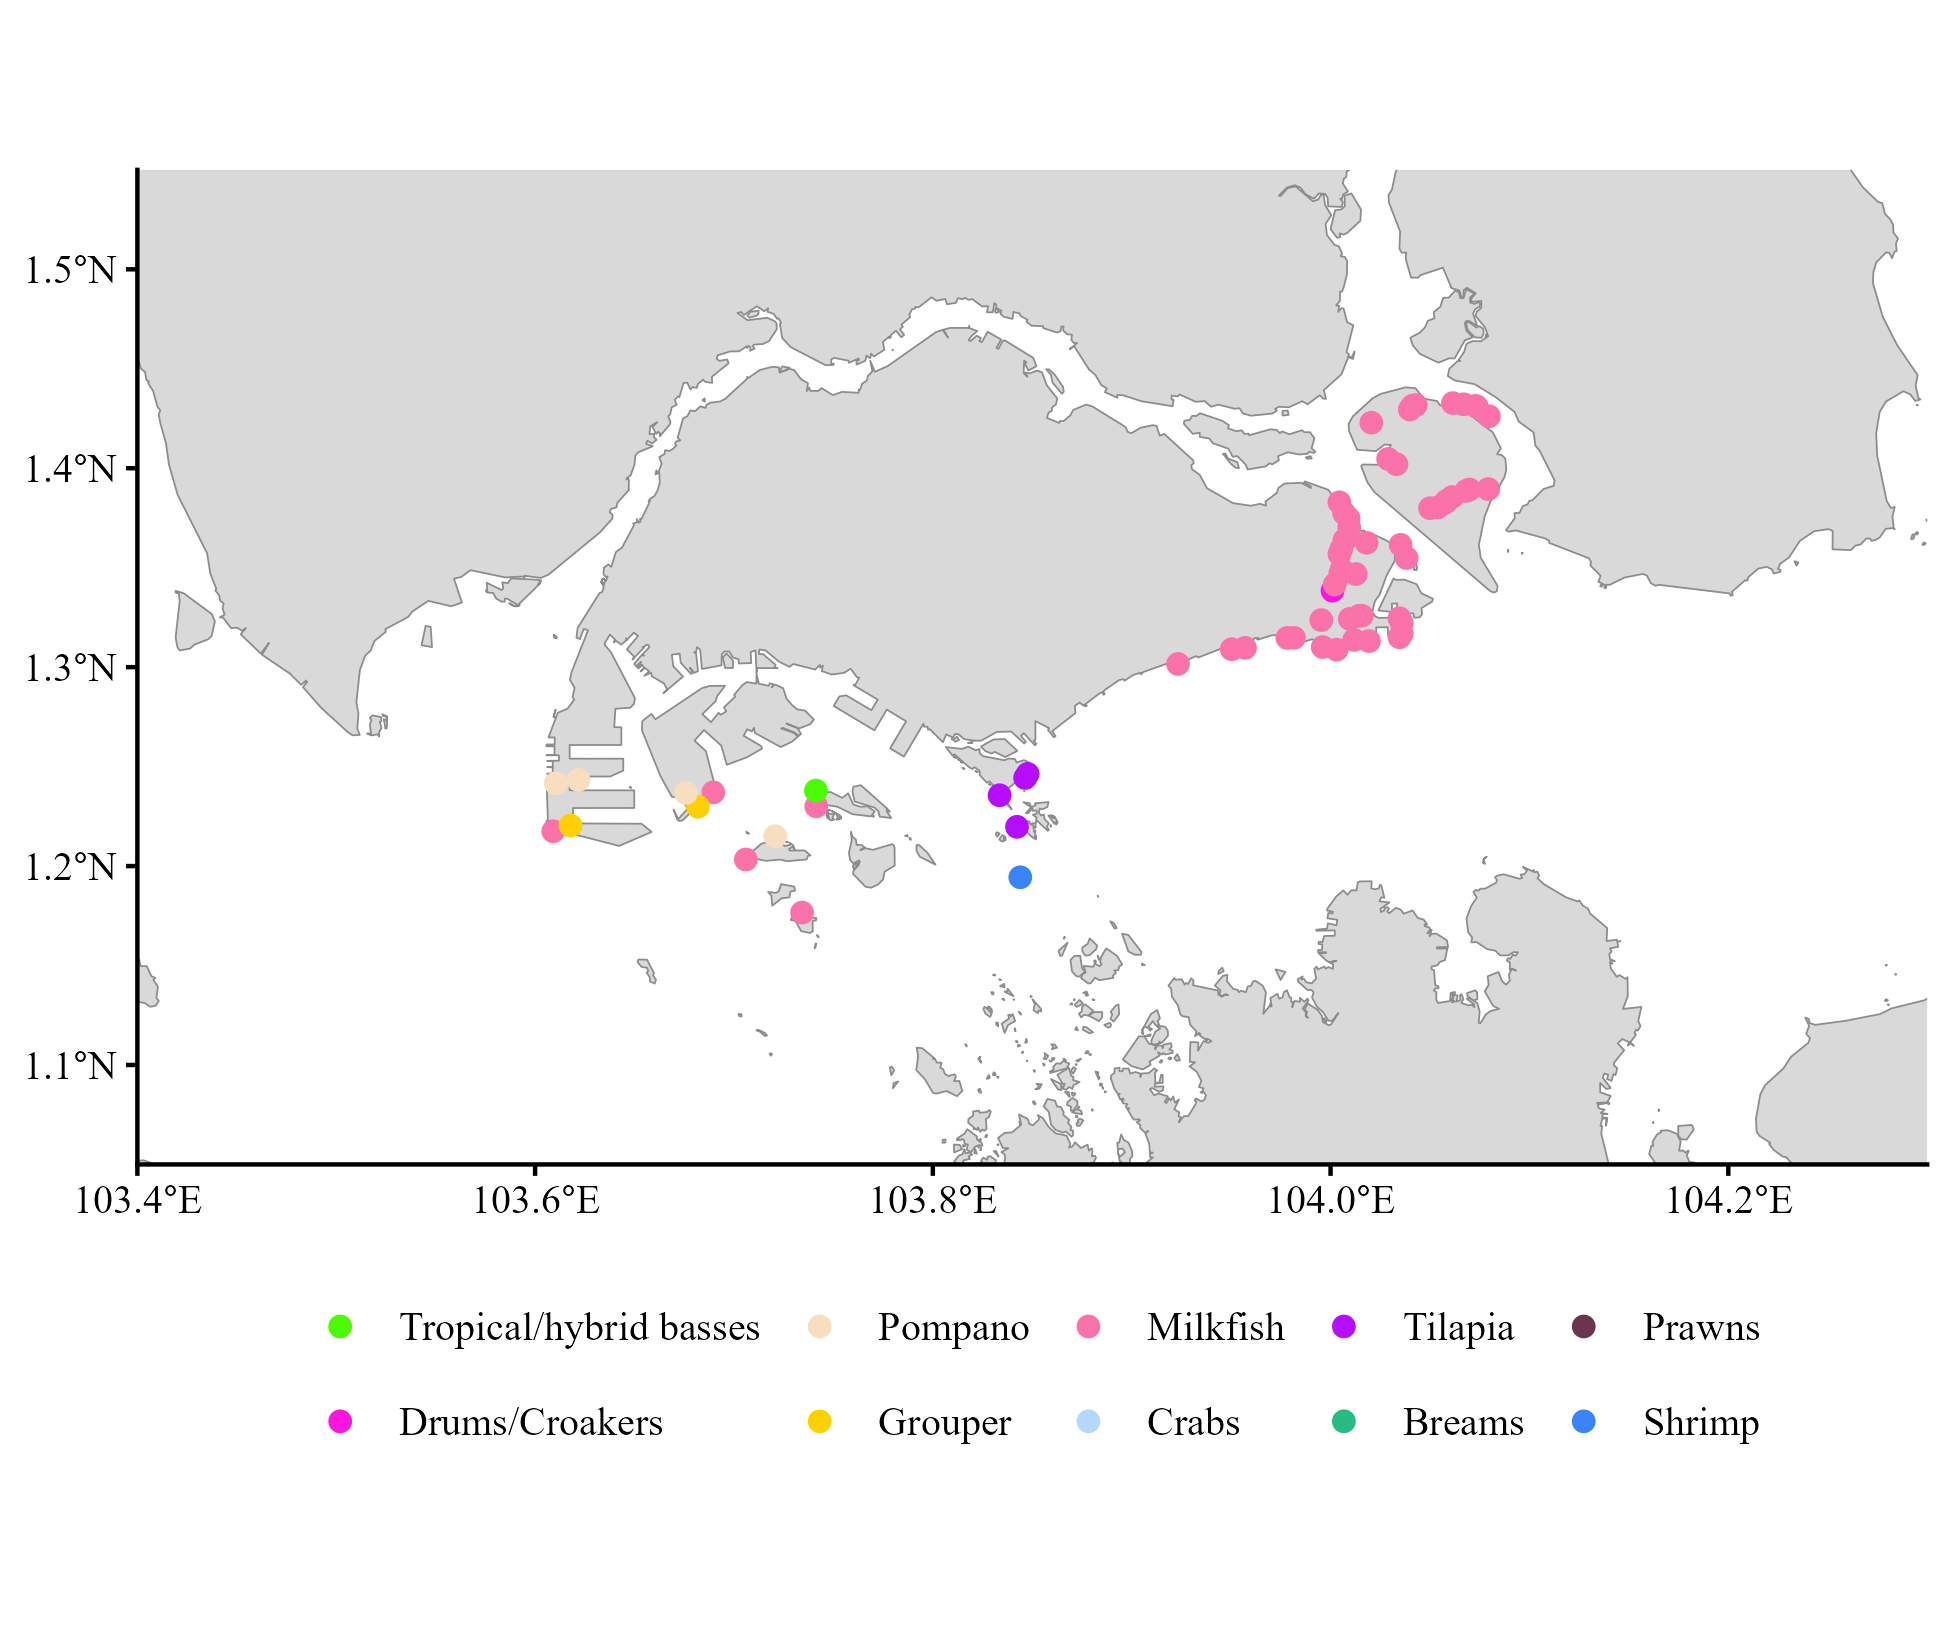 1.5°N
1.4°N
1.3°N
1.2°N
1.1°N
103.4°E 103.6°E 103.8°E 104.0°E 104.2°E
Tropical/hybrid basses Pompano Milkfish Tilapia Prawns
Drums/Croakers Grouper Crabs Breams Shrimp